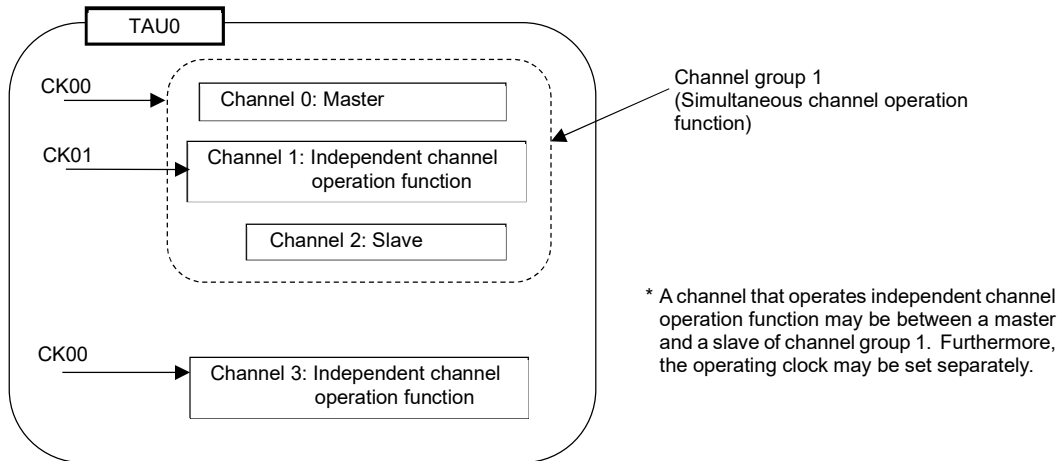 TAU0
CK00
Channel 0: Master
Channel group 1
(Simultaneous channel operation
function)
CK01
Channel 1: Independent channel
operation function
Channel 2: Slave
* A channel that operates independent channel
operation function may be between a master
and a slave of channel group 1. Furthermore,
the operating clock may be set separately.
CK00
Channel 3: Independent channel
operation function